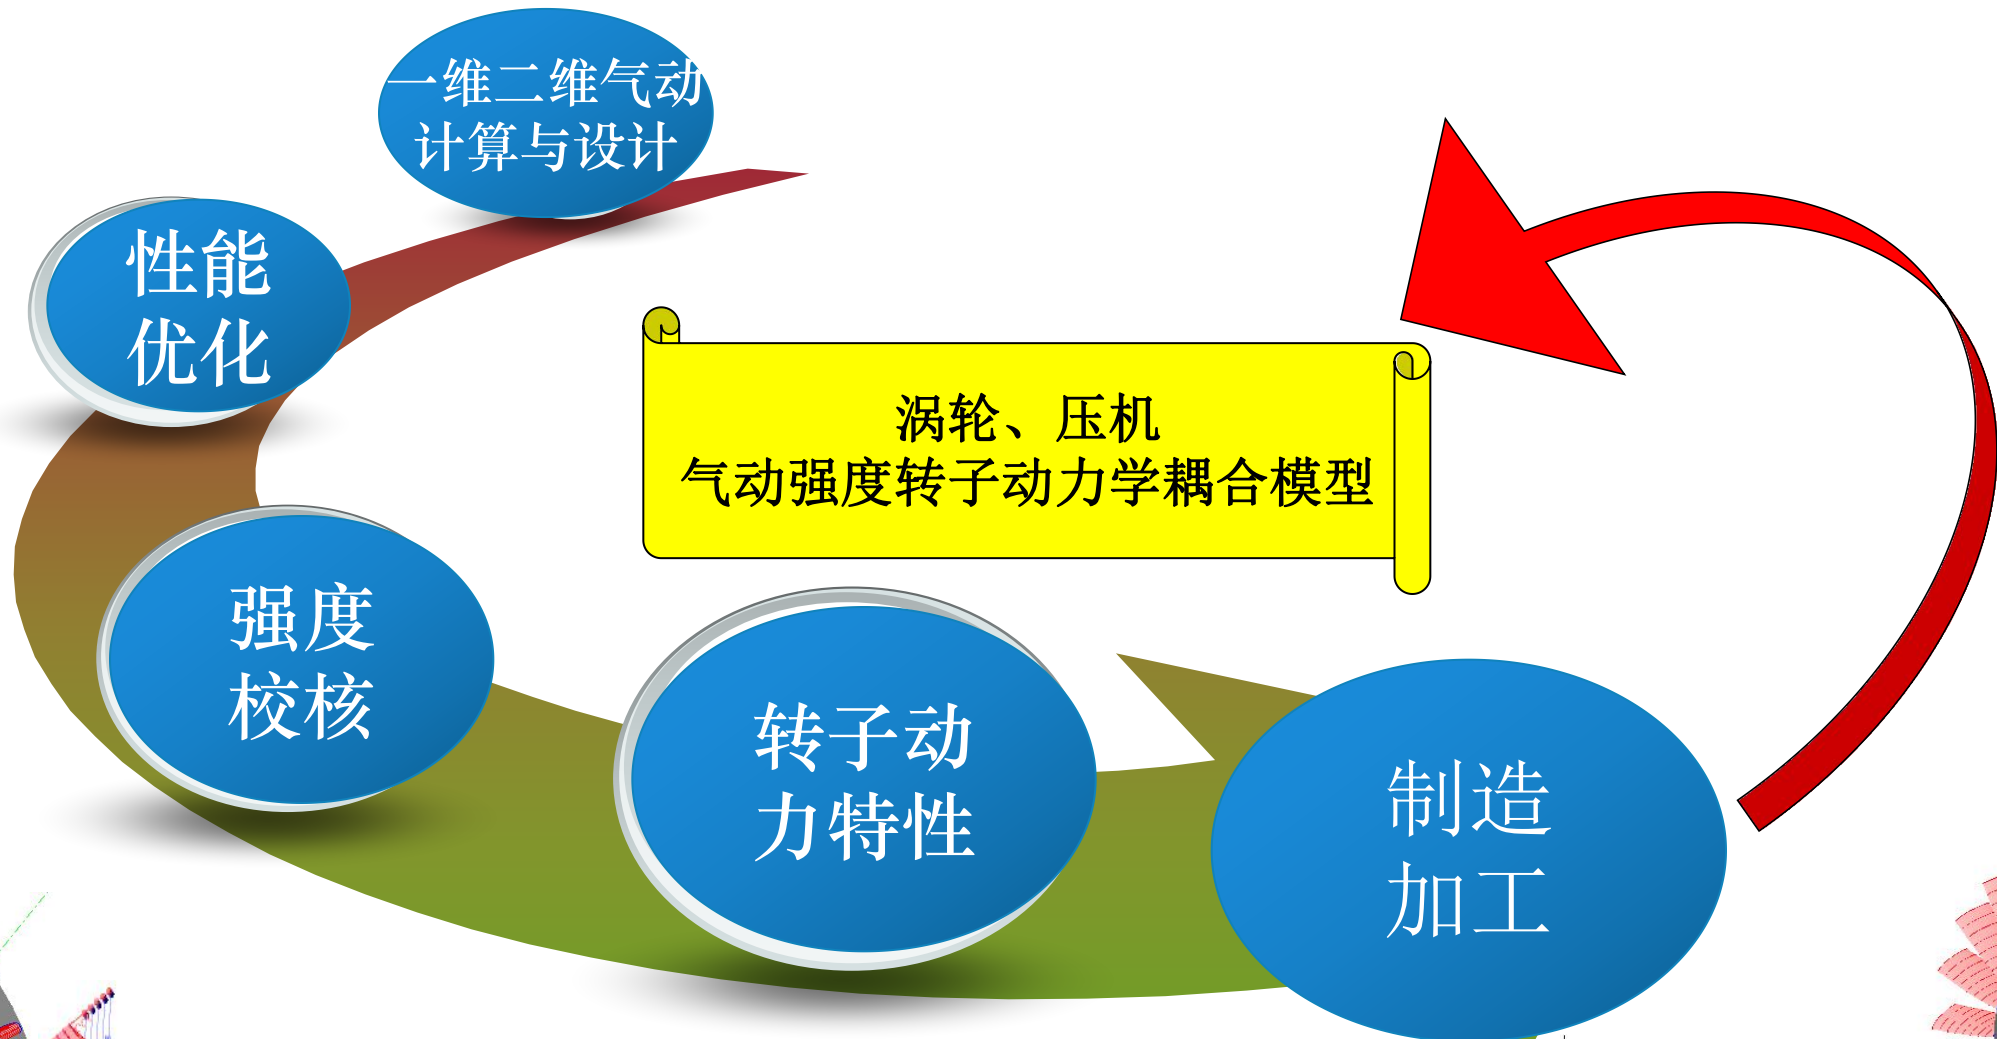 一维二维气动
计算与设计
性能
优化
涡轮、压机
气动强度转子动力学耦合模型
强度
校核
转子动
力特性
制造
加工